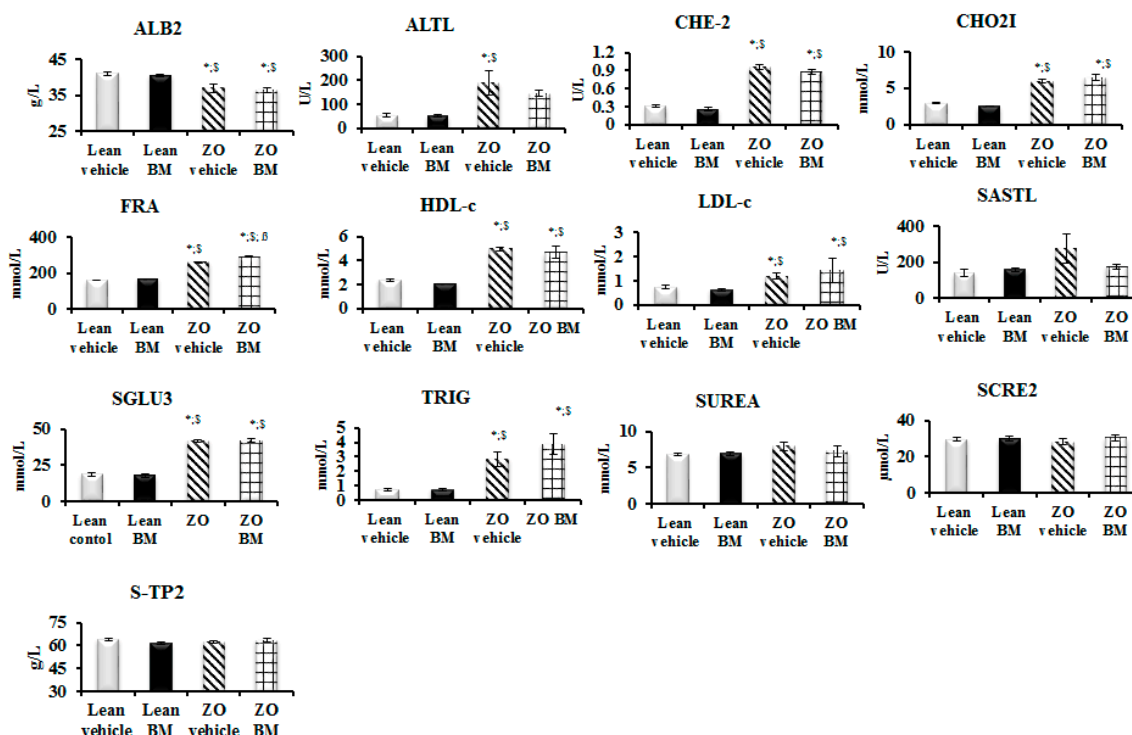 ALB2
g/L
45
35
25
*;$
*;$
Lean vehicle
Lean BM
ZO vehicle
ZO BM
ALTL
U/L
300
200
100
0
*;$
Lean vehicle
Lean BM
ZO vehicle
ZO BM
CHE-2
U/L
1.2
0.9
0.6
0.3
0
*;$
*;$
Lean vehicle
Lean BM
ZO vehicle
ZO BM
CHO2I
mmol/L
10
5
0
*;$
*;$
Lean vehicle
Lean BM
ZO vehicle
ZO BM
FRA
mmol/L
400
200
0
*;$
*;$; ß
Lean vehicle
Lean BM
ZO vehicle
ZO BM
HDL-c
mmol/L
6
4
2
0
*;$
*;$
Lean vehicle
Lean BM
ZO vehicle
ZO BM
LDL-c
mmol/L
3
2
1
0
*;$
*;$
Lean vehicle
Lean BM
ZO vehicle
ZO BM
SASTL
U/L
400
200
0
Lean vehicle
Lean BM
ZO vehicle
ZO BM
SGLU3
mmol/L
50
25
0
*;$
*;$
Lean contol
Lean BM
ZO
ZO BM
TRIG
mmol/L
5
4
3
2
1
0
*;$
*;$
Lean vehicle
Lean BM
ZO vehicle
ZO BM
SUREA
mmol/L
10
5
0
Lean vehicle
Lean BM
ZO vehicle
ZO BM
SCRE2
µmol/L
40
20
0
Lean vehicle
Lean BM
ZO vehicle
ZO BM
S-TP2
g/L
75
60
45
30
Lean vehicle
Lean BM
ZO vehicle
ZO BM